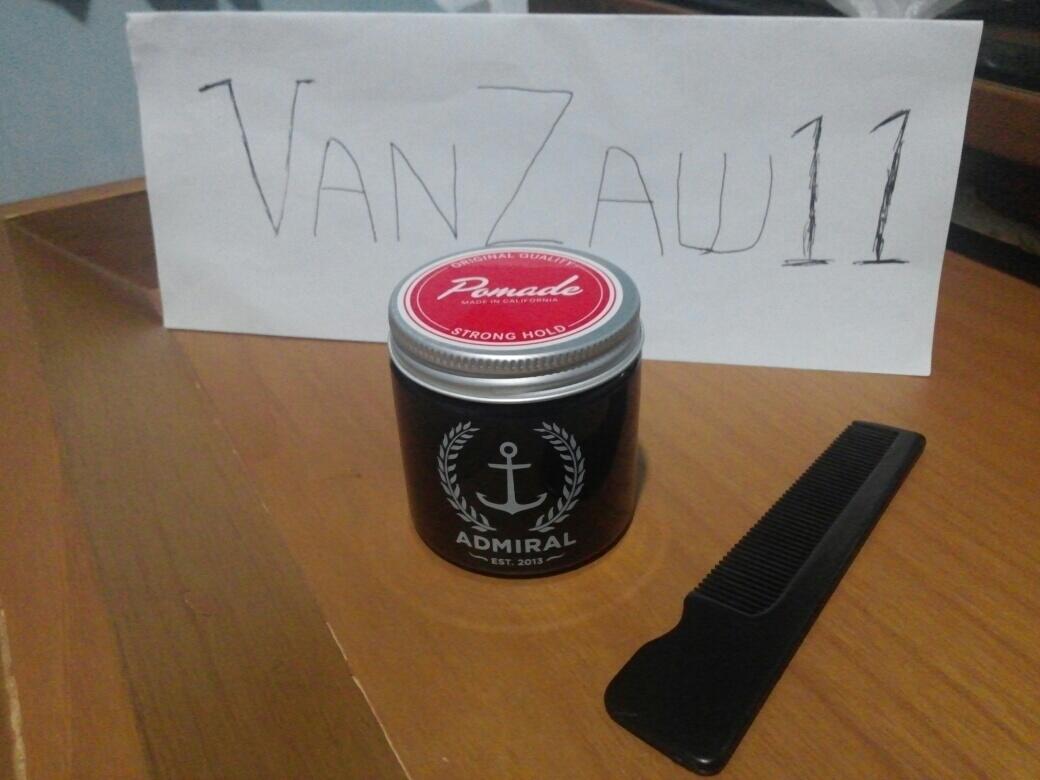 VANZAW11
ORIGINAL QUALITY
Pomade
MADE IN CALIFORNIA
STRONG HOLD
ADMIRAL
EST. 2013